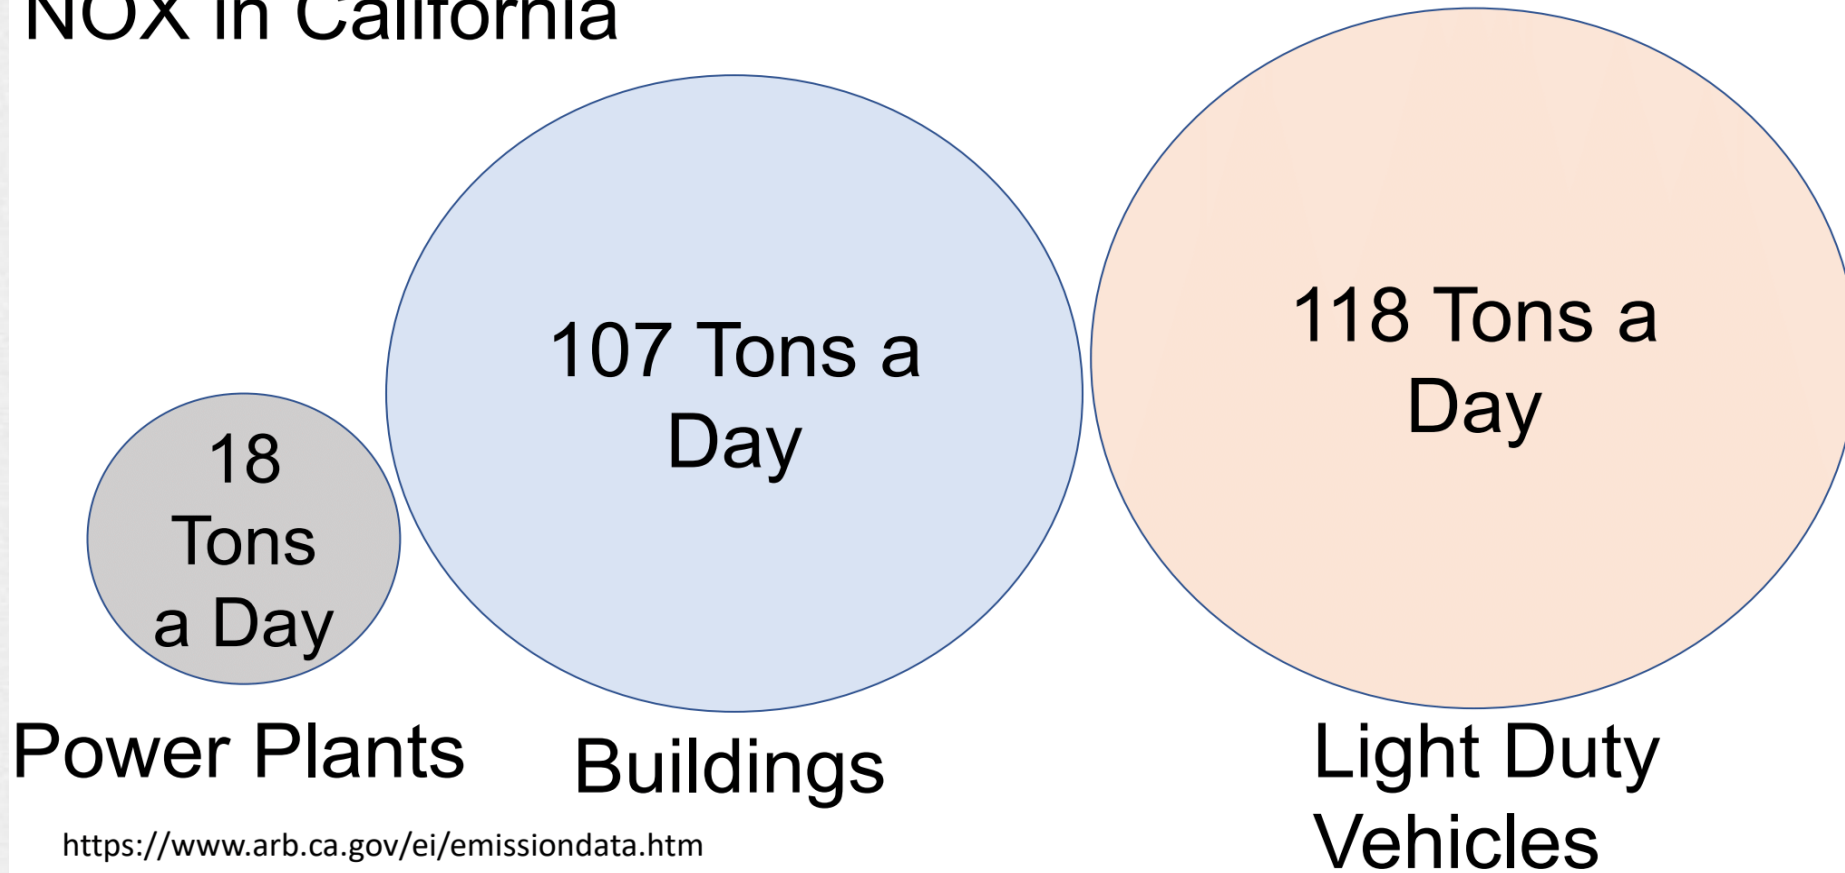 NOX in California
118 Tons a
Day
107 Tons a
Day
18
Tons
a Day
Power Plants
Buildings
Light Duty
Vehicles
https://www.arb.ca.gov/ei/emissiondata.htm